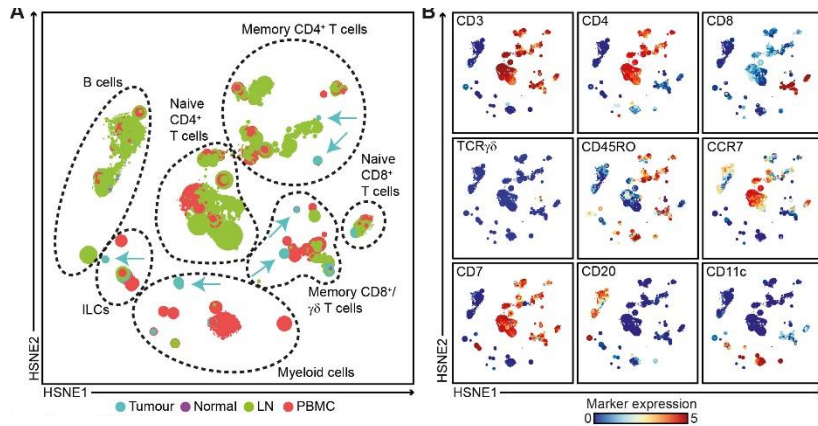 A
B
Memory CD4⁺ T cells
B cells
Naive
CD4⁺
T cells
Naive
CD8⁺
T cells
ILCs
Memory CD8⁺/
γδ T cells
Myeloid cells
HSNE2
HSNE1
Tumour Normal LN PBMC
CD3 CD4 CD8
TCRγδ CD45RO CCR7
CD7 CD20 CD11c
HSNE2
HSNE1
Marker expression
0 5